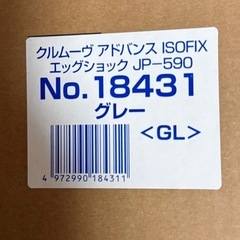 クルムーヴ アドバンス ISOFIX
エッグショック JP-590
No.18431
グレー
<GL>
4 972990 184311